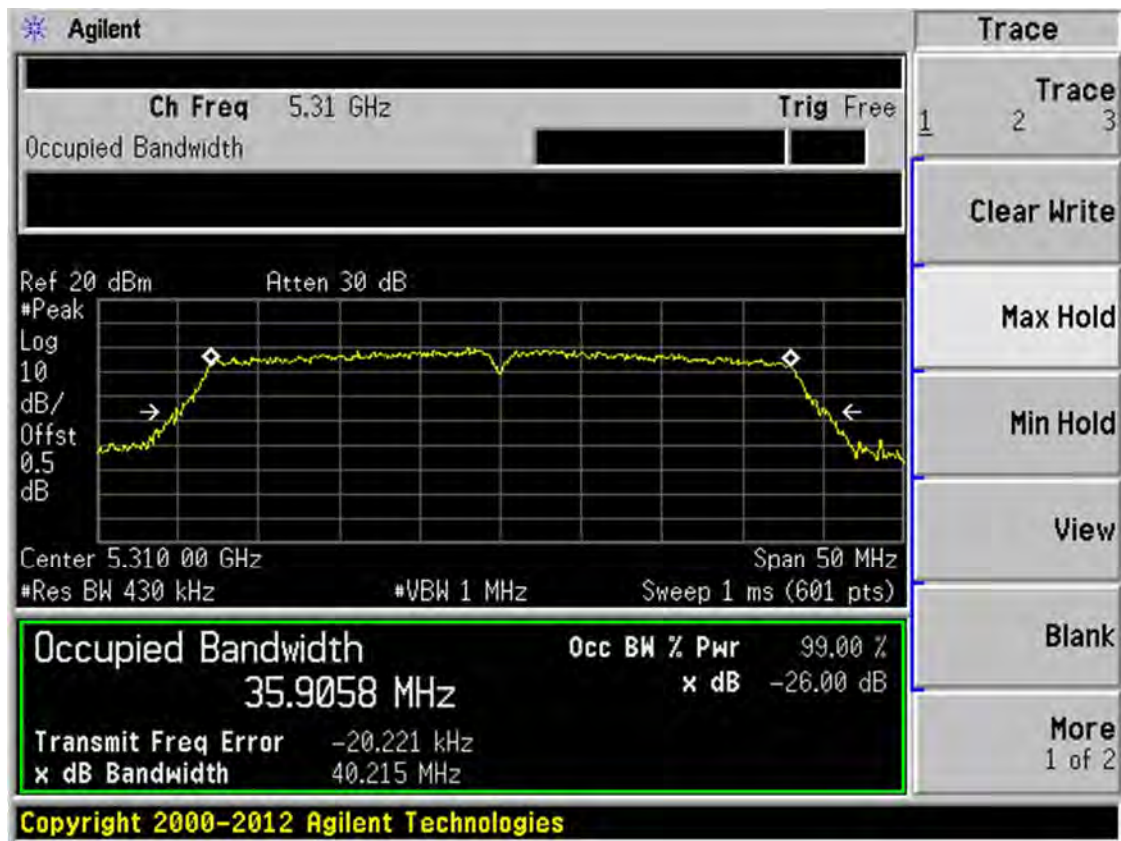 Agilent
Trace
Ch Freq 5.31 GHz Trig Free
Occupied Bandwidth
Trace
1 2 3
Clear Write
Max Hold
Min Hold
View
Blank
More
1 of 2
Ref 20 dBm Atten 30 dB
#Peak
Log
10
dB/
Offst
0.5
dB
Center 5.310 00 GHz Span 50 MHz
#Res BW 430 kHz #VBW 1 MHz Sweep 1 ms (601 pts)
Occupied Bandwidth Occ BW % Pwr 99.00 %
35.9058 MHz x dB -26.00 dB
Transmit Freq Error -20.221 kHz
x dB Bandwidth 40.215 MHz
Copyright 2000-2012 Agilent Technologies